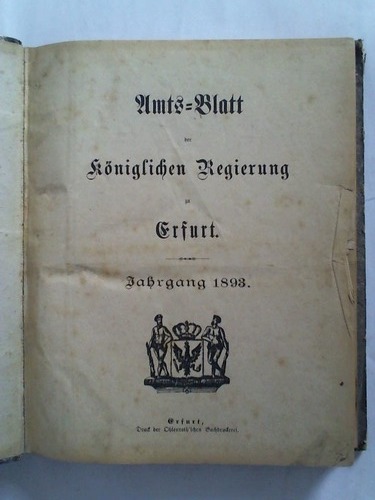 Amts=Blatt
der
Königlichen Regierung
zu
Erfurt.
Jahrgang 1893.
Erfurt,
Druck der Ohlenroth'schen Buchdruckerei.